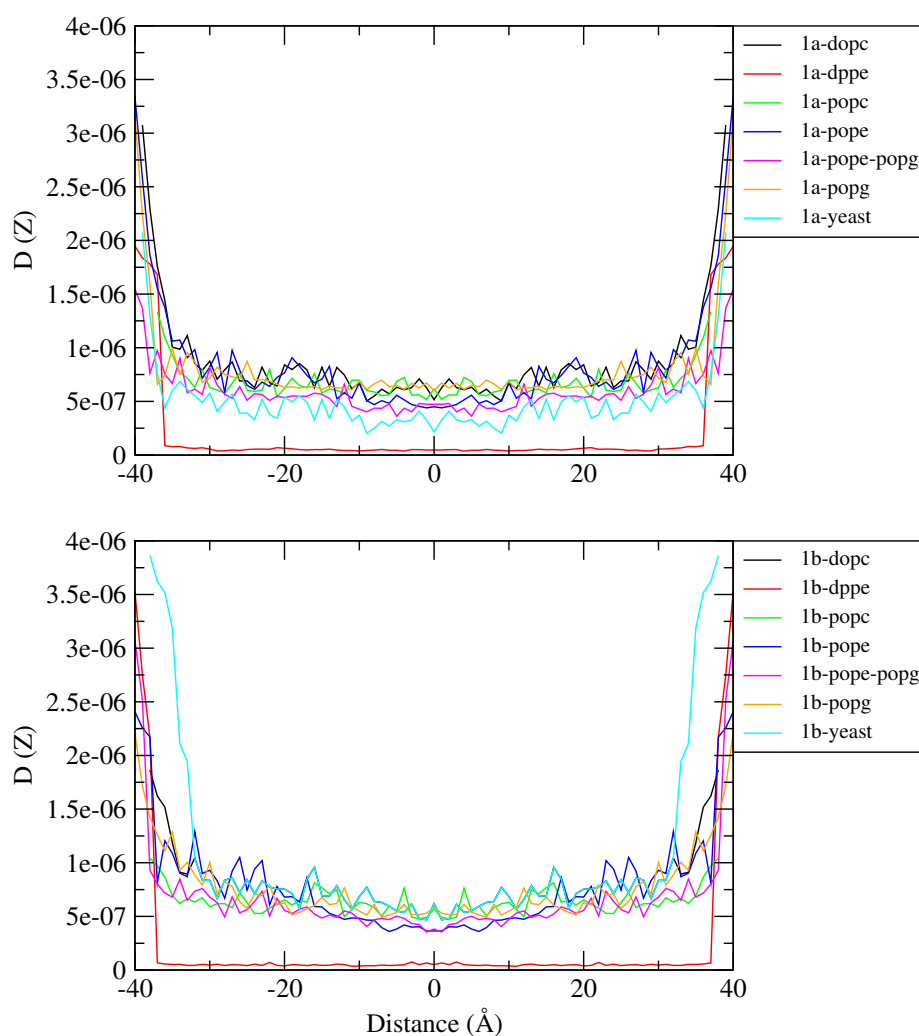 4e-06
3.5e-06
3e-06
2.5e-06
2e-06
1.5e-06
1e-06
5e-07
0
D (Z)
-40
-20
0
20
40
1a-dopc
1a-dppe
1a-popc
1a-pope
1a-pope-popg
1a-popg
1a-yeast
4e-06
3.5e-06
3e-06
2.5e-06
2e-06
1.5e-06
1e-06
5e-07
0
D (Z)
-40
-20
0
20
40
Distance (Å)
1b-dopc
1b-dppe
1b-popc
1b-pope
1b-pope-popg
1b-popg
1b-yeast